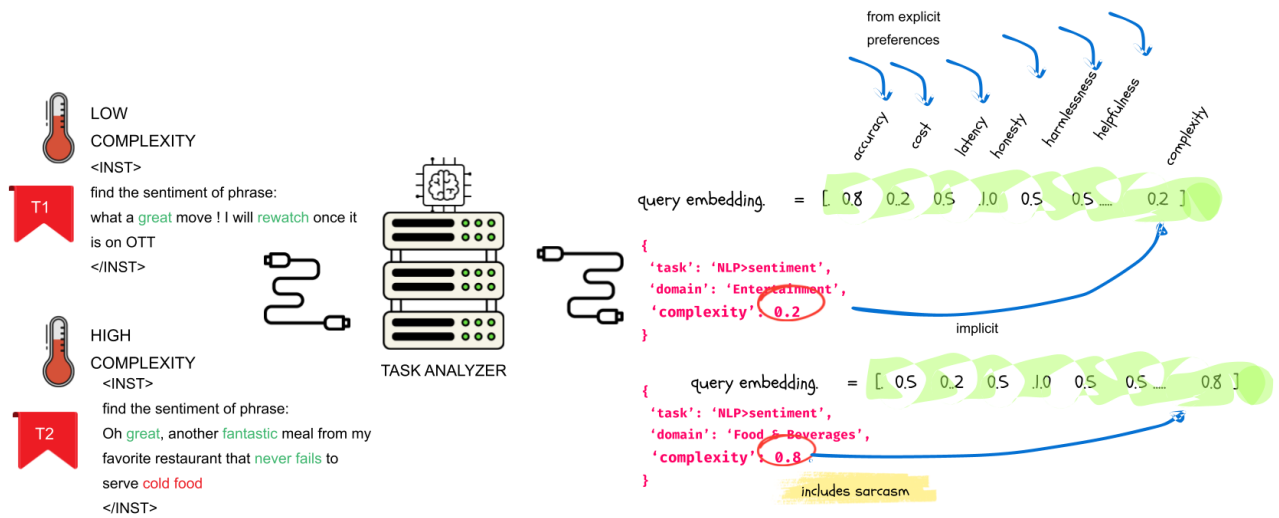 from explicit
preferences
accuracy
cost
latency
honesty
harmlessness
helpfulness
complexity
LOW
COMPLEXITY
<INST>
find the sentiment of phrase:
what a great move ! I will rewatch once it
is on OTT
</INST>
T1
query embedding. = [ 0.8 0..2 0.5 .1.0 0.5 0.5 ..... 0.2 ]
{
‘task’: ‘NLP>sentiment’,
‘domain’: ‘Entertainment’,
‘complexity’: 0.2
}
implicit
TASK ANALYZER
HIGH
COMPLEXITY
<INST>
find the sentiment of phrase:
Oh great, another fantastic meal from my
favorite restaurant that never fails to
serve cold food
</INST>
T2
query embedding. = [ 0.5 0..2 0.5 .1.0 0.5 0.5 ..... 0.8 ]
{
‘task’: ‘NLP>sentiment’,
‘domain’: ‘Food & Beverages’,
‘complexity’: 0.8
}
includes sarcasm